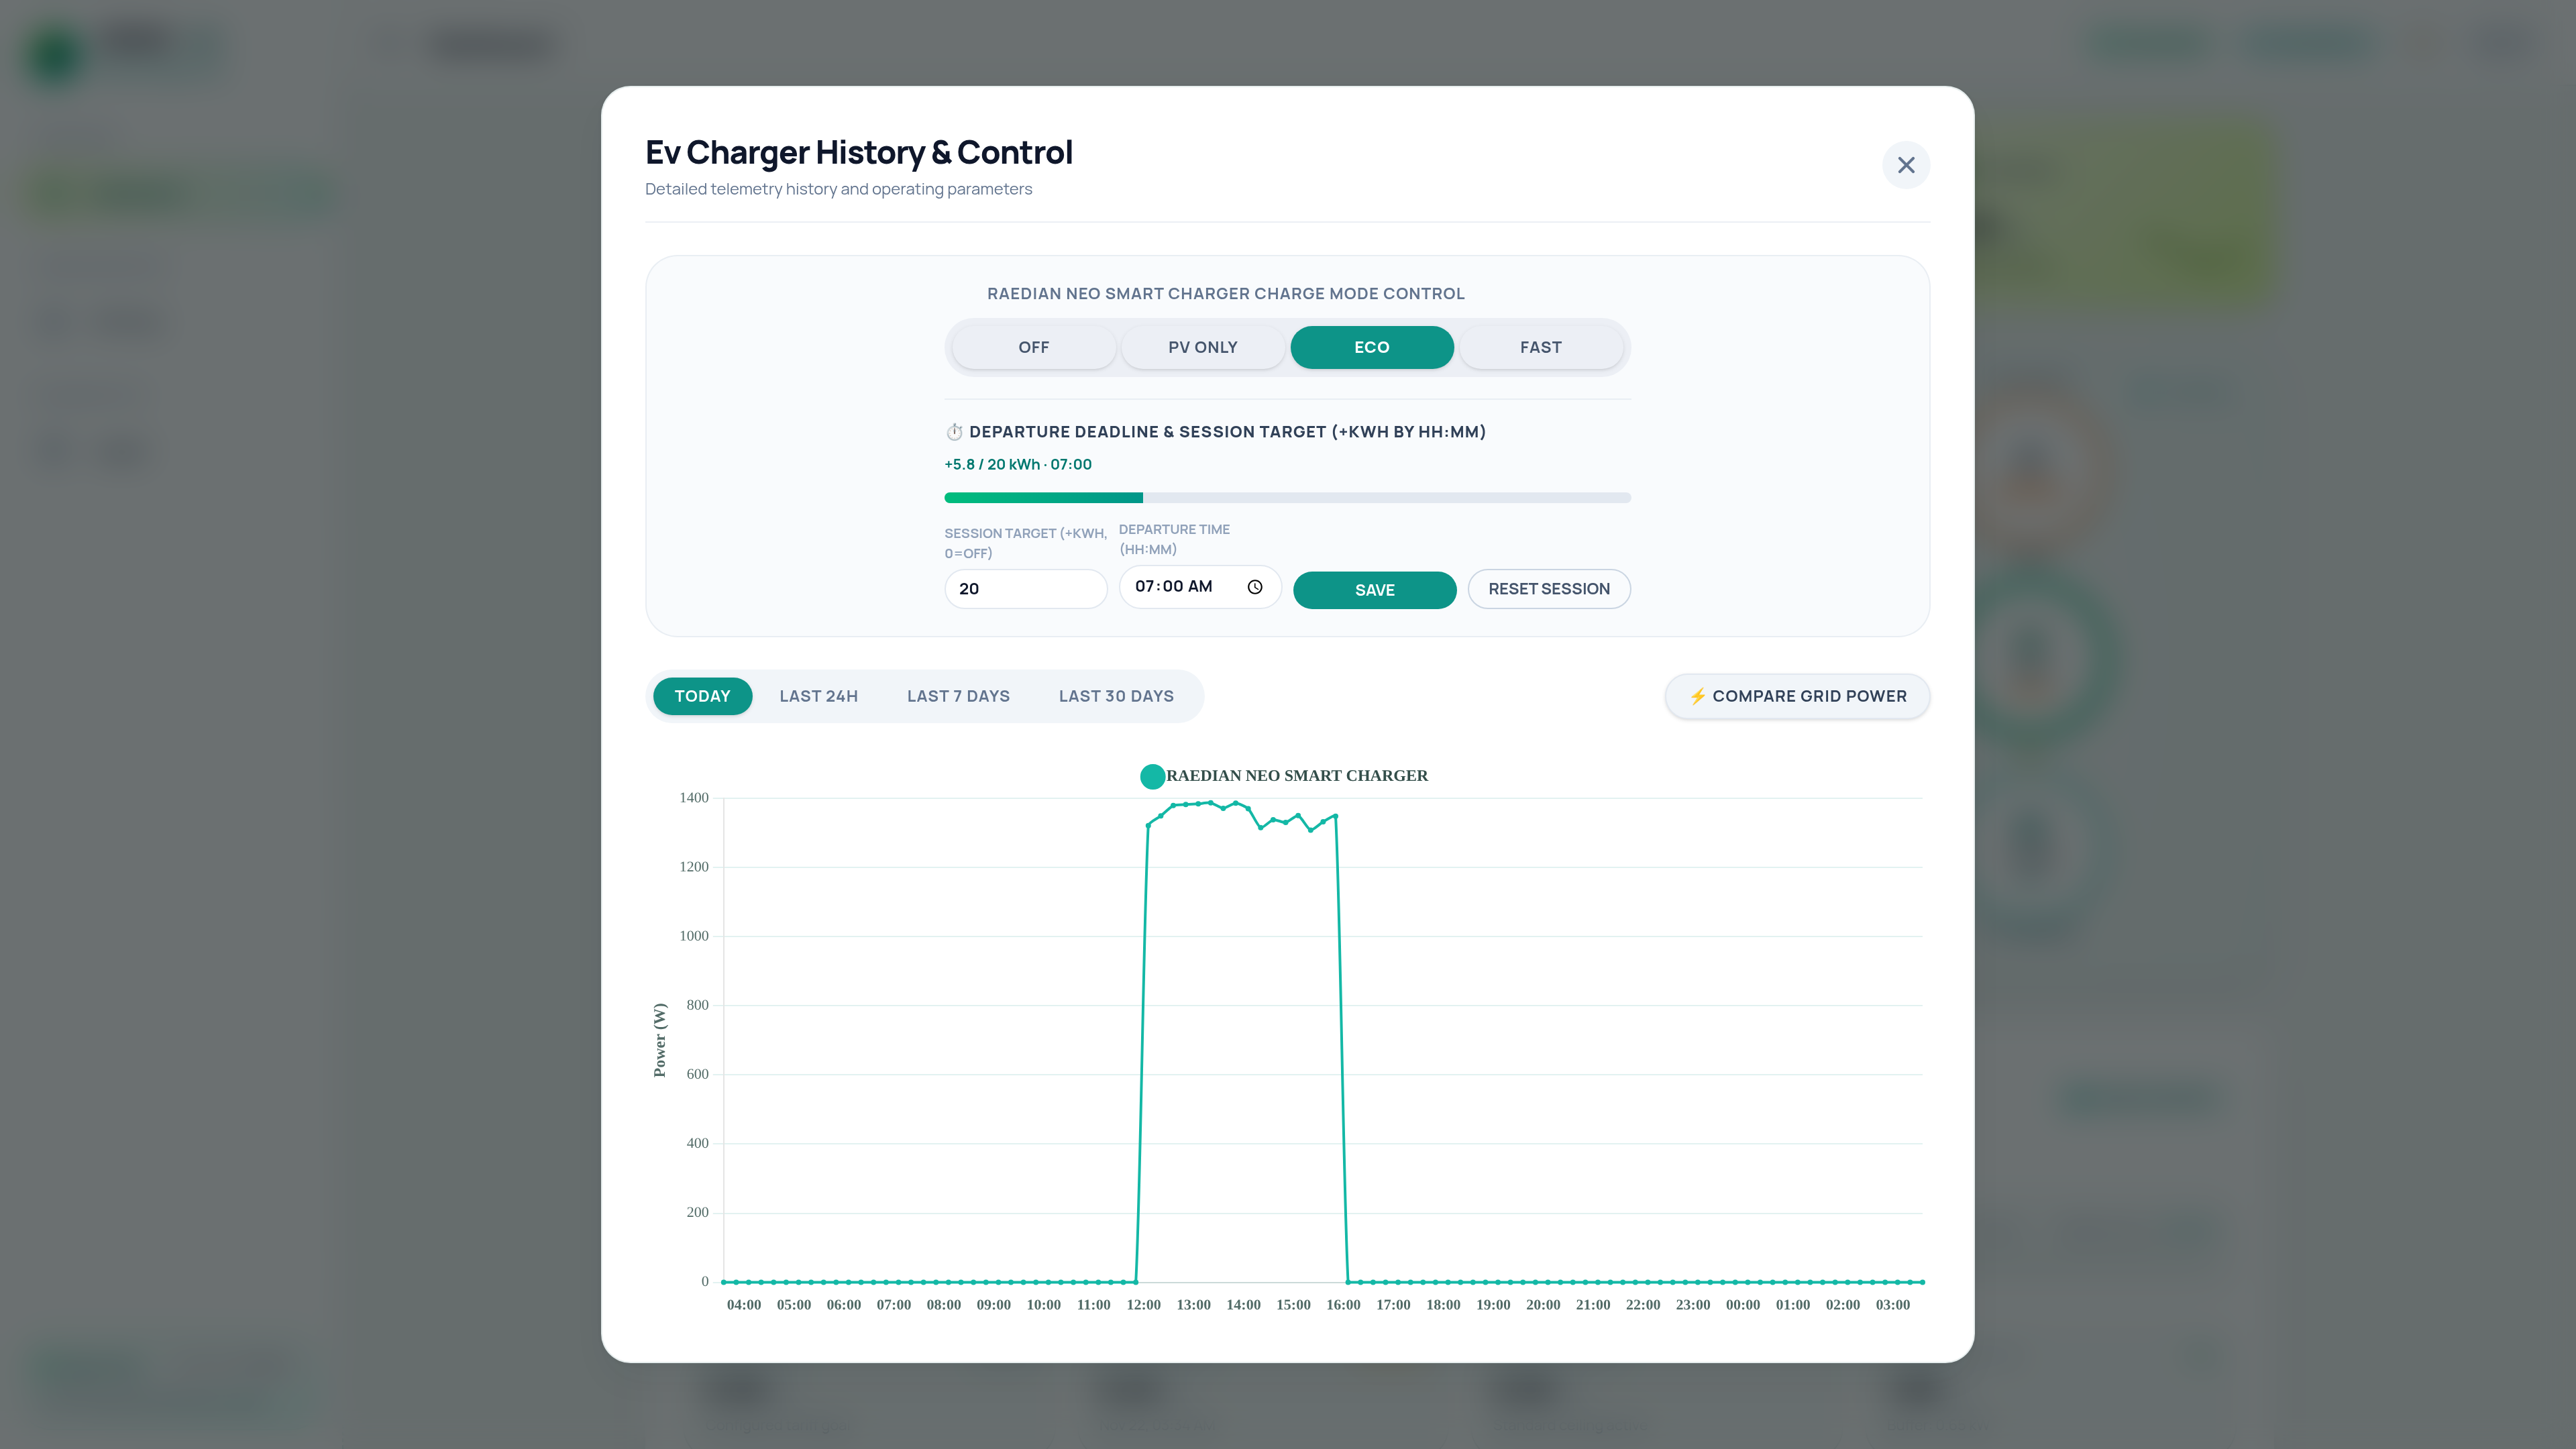 Ev Charger History & Control
Detailed telemetry history and operating parameters
RAEDIAN NEO SMART CHARGER CHARGE MODE CONTROL
OFF PV ONLY ECO FAST
⏱️ DEPARTURE DEADLINE & SESSION TARGET (+KWH BY HH:MM)
+5.8 / 20 kWh · 07:00
SESSION TARGET (+KWH, 0=OFF)
DEPARTURE TIME (HH:MM)
20 07:00 AM SAVE RESET SESSION
TODAY LAST 24H LAST 7 DAYS LAST 30 DAYS ⚡ COMPARE GRID POWER
RAEDIAN NEO SMART CHARGER
Power (W)
1400
1200
1000
800
600
400
200
0
04:00 05:00 06:00 07:00 08:00 09:00 10:00 11:00 12:00 13:00 14:00 15:00 16:00 17:00 18:00 19:00 20:00 21:00 22:00 23:00 00:00 01:00 02:00 03:00